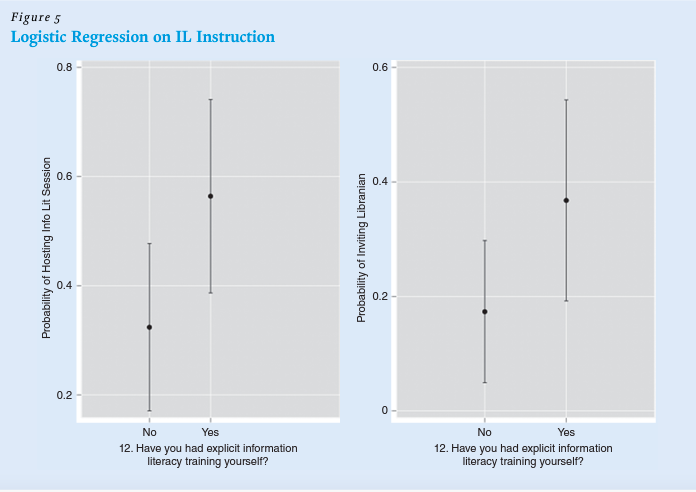 Figure 5
Logistic Regression on IL Instruction
Probability of Hosting Info Lit Session
0.8
0.6
0.4
0.2
No
Yes
12. Have you had explicit information
literacy training yourself?
Probability of Inviting Libranian
0.6
0.4
0.2
0
No
Yes
12. Have you had explicit information
literacy training yourself?